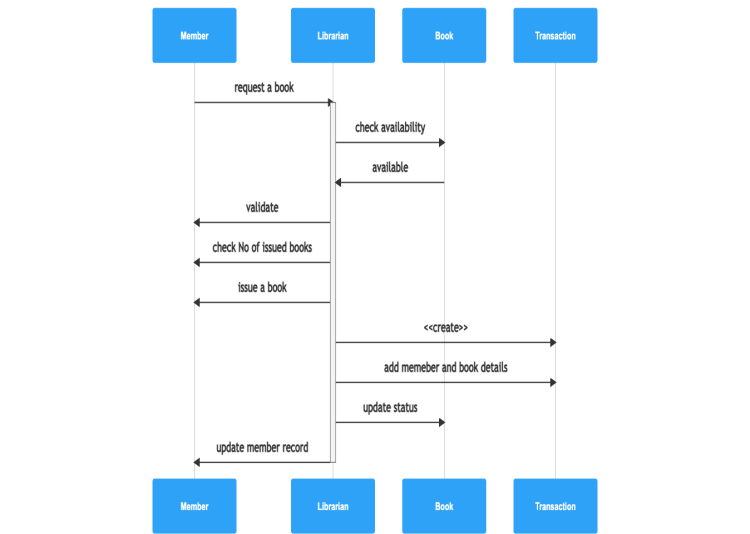 Member Librarian Book Transaction
request a book
check availability
available
validate
check No of issued books
issue a book
<<create>>
add memeber and book details
update status
update member record
Member Librarian Book Transaction